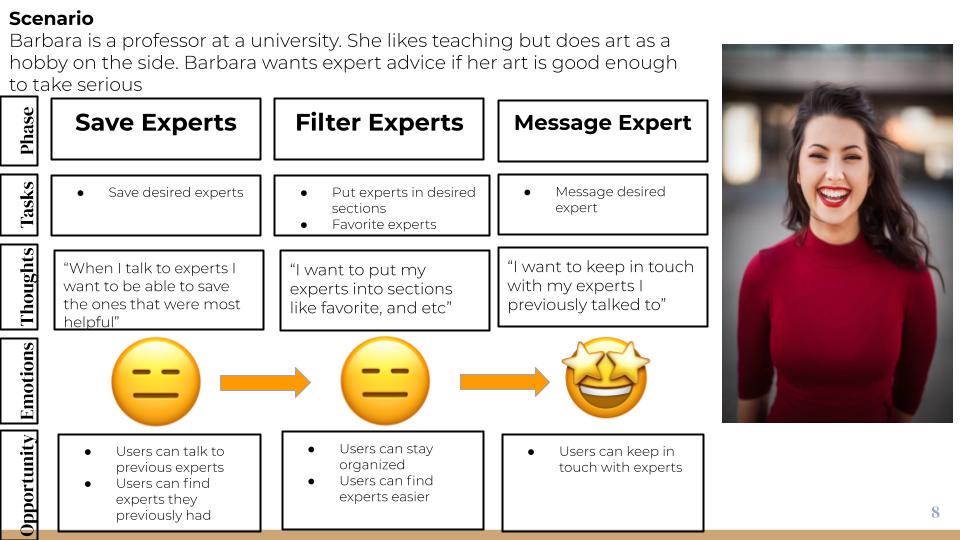 Scenario
Barbara is a professor at a university. She likes teaching but does art as a
hobby on the side. Barbara wants expert advice if her art is good enough
to take serious
Phase
Save Experts
Filter Experts
Message Expert
Tasks
● Save desired experts
● Put experts in desired
sections
● Favorite experts
● Message desired
expert
Thoughts
“When I talk to experts I
want to be able to save
the ones that were most
helpful”
“I want to put my
experts into sections
like favorite, and etc”
“I want to keep in touch
with my experts I
previously talked to”
Emotions
Opportunity
● Users can talk to
previous experts
● Users can find
experts they
previously had
● Users can stay
organized
● Users can find
experts easier
● Users can keep in
touch with experts
8